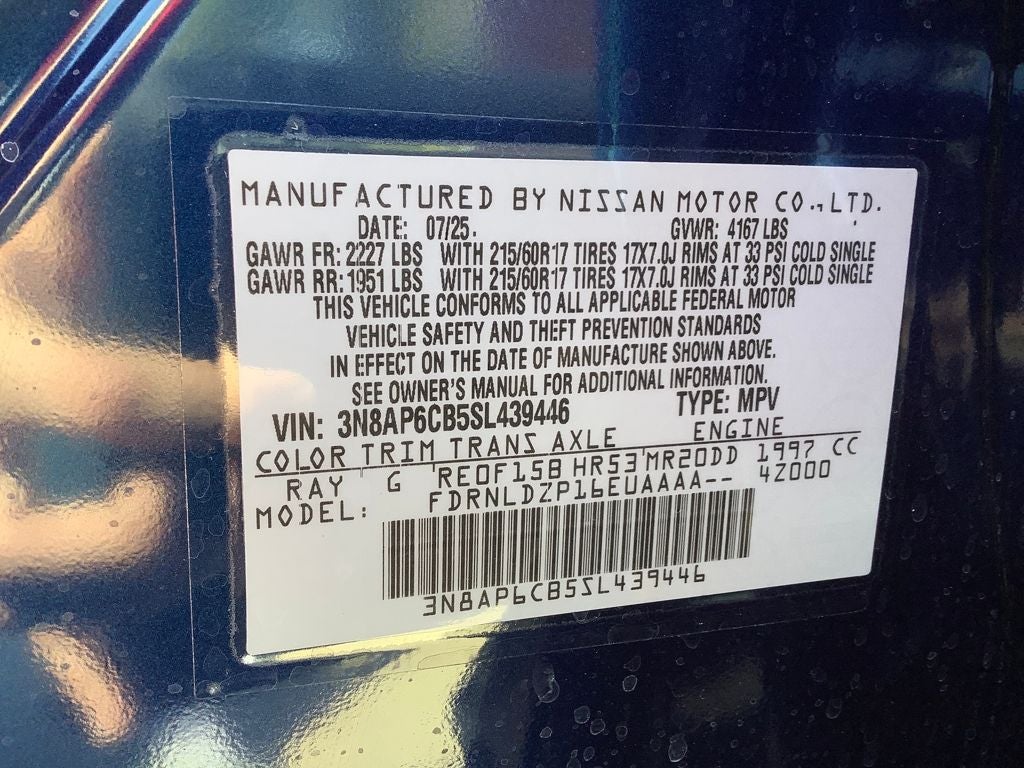 MANUFACTURED BY NISSAN MOTOR CO.,LTD.
DATE: 07/25. GVWR: 4167 LBS
GAWR FR: 2227 LBS WITH 215/60R17 TIRES 17X7.0J RIMS AT 33 PSI COLD SINGLE
GAWR RR: 1951 LBS WITH 215/60R17 TIRES 17X7.0J RIMS AT 33 PSI COLD SINGLE
THIS VEHICLE CONFORMS TO ALL APPLICABLE FEDERAL MOTOR
VEHICLE SAFETY AND THEFT PREVENTION STANDARDS
IN EFFECT ON THE DATE OF MANUFACTURE SHOWN ABOVE.
SEE OWNER'S MANUAL FOR ADDITIONAL INFORMATION.
VIN: 3N8AP6CB5SL439446 TYPE: MPV
COLOR TRIM TRANS AXLE ENGINE
RAY G RE0F15B HR53 MR20DD 1997 CC
MODEL: FDRNLDZP16EUAAAA-- 4Z000
3N8AP6CB5SL439446